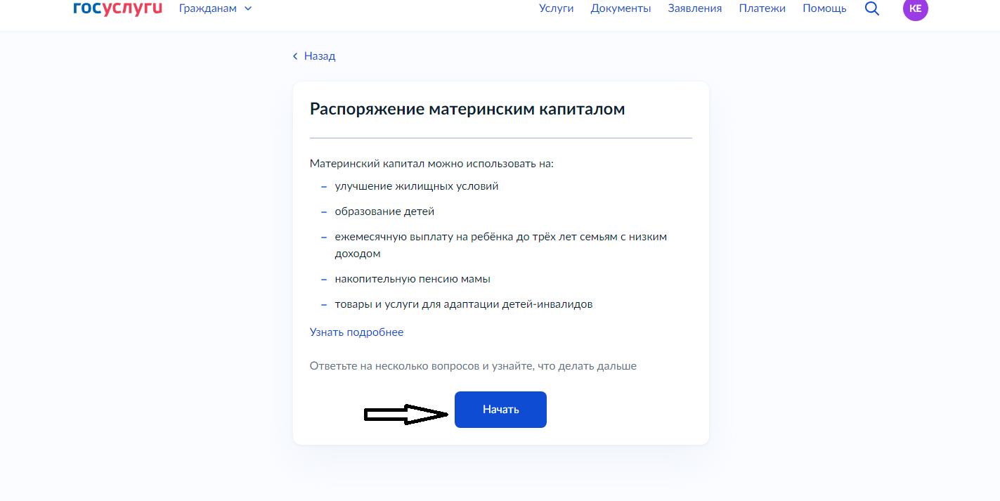 госуслуги Гражданам Услуги Документы Заявления Платежи Помощь КЕ
Назад
Распоряжение материнским капиталом
Материнский капитал можно использовать на:
– улучшение жилищных условий
– образование детей
– ежемесячную выплату на ребёнка до трёх лет семьям с низким
доходом
– накопительную пенсию мамы
– товары и услуги для адаптации детей-инвалидов
Узнать подробнее
Ответьте на несколько вопросов и узнайте, что делать дальше
Начать